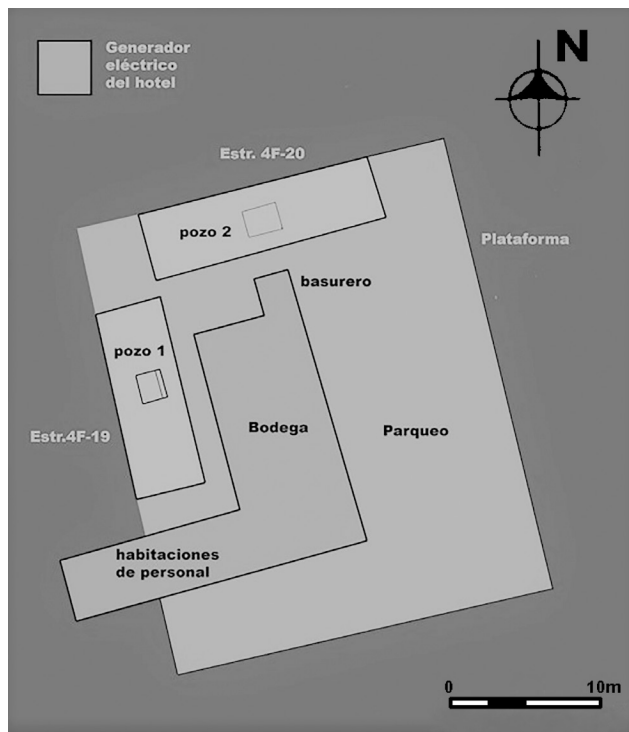 Generador
eléctrico
del hotel
N
Estr. 4F-20
pozo 2
Plataforma
basurero
pozo 1
Bodega
Parqueo
Estr.4F-19
habitaciones
de personal
0 10m